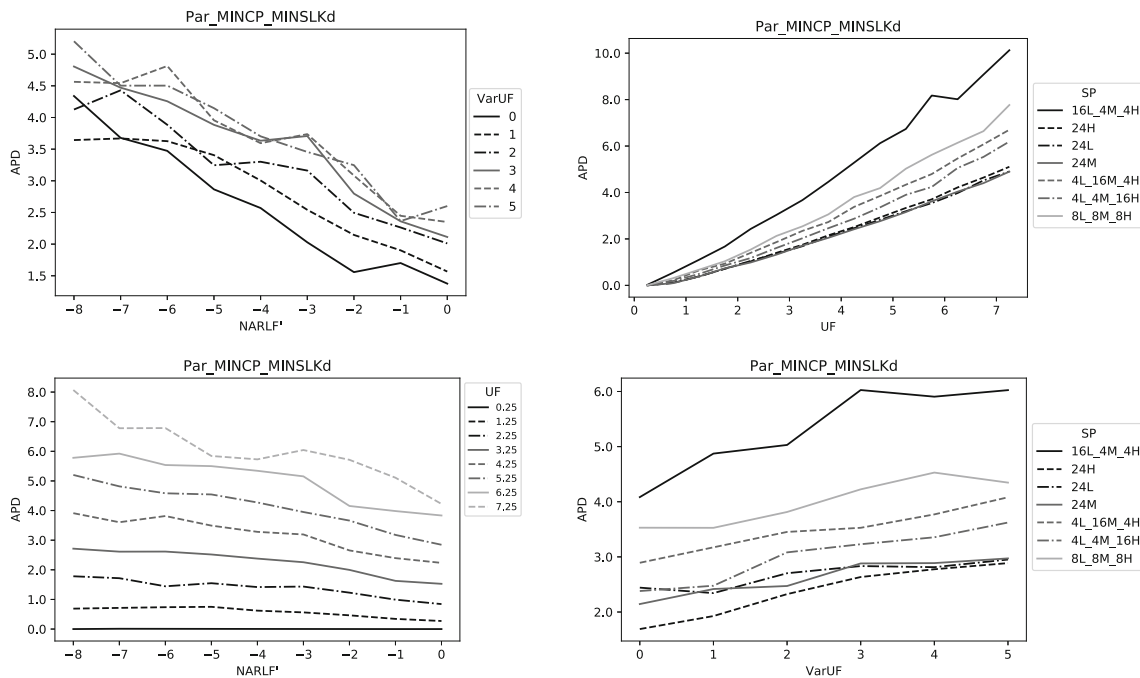 Par_MINCP_MINSLKd
5.0
4.5
4.0
3.5
3.0
2.5
2.0
1.5
APD
−8 −7 −6 −5 −4 −3 −2 −1 0
NARLF'
VarUF
0
1
2
3
4
5
Par_MINCP_MINSLKd
10.0
8.0
6.0
4.0
2.0
0.0
APD
0 1 2 3 4 5 6 7
UF
SP
16L_4M_4H
24H
24L
24M
4L_16M_4H
4L_4M_16H
8L_8M_8H
Par_MINCP_MINSLKd
8.0
7.0
6.0
5.0
4.0
3.0
2.0
1.0
0.0
APD
−8 −7 −6 −5 −4 −3 −2 −1 0
NARLF'
UF
0.25
1.25
2.25
3.25
4.25
5.25
6.25
7.25
Par_MINCP_MINSLKd
6.0
5.0
4.0
3.0
2.0
APD
0 1 2 3 4 5
VarUF
SP
16L_4M_4H
24H
24L
24M
4L_16M_4H
4L_4M_16H
8L_8M_8H